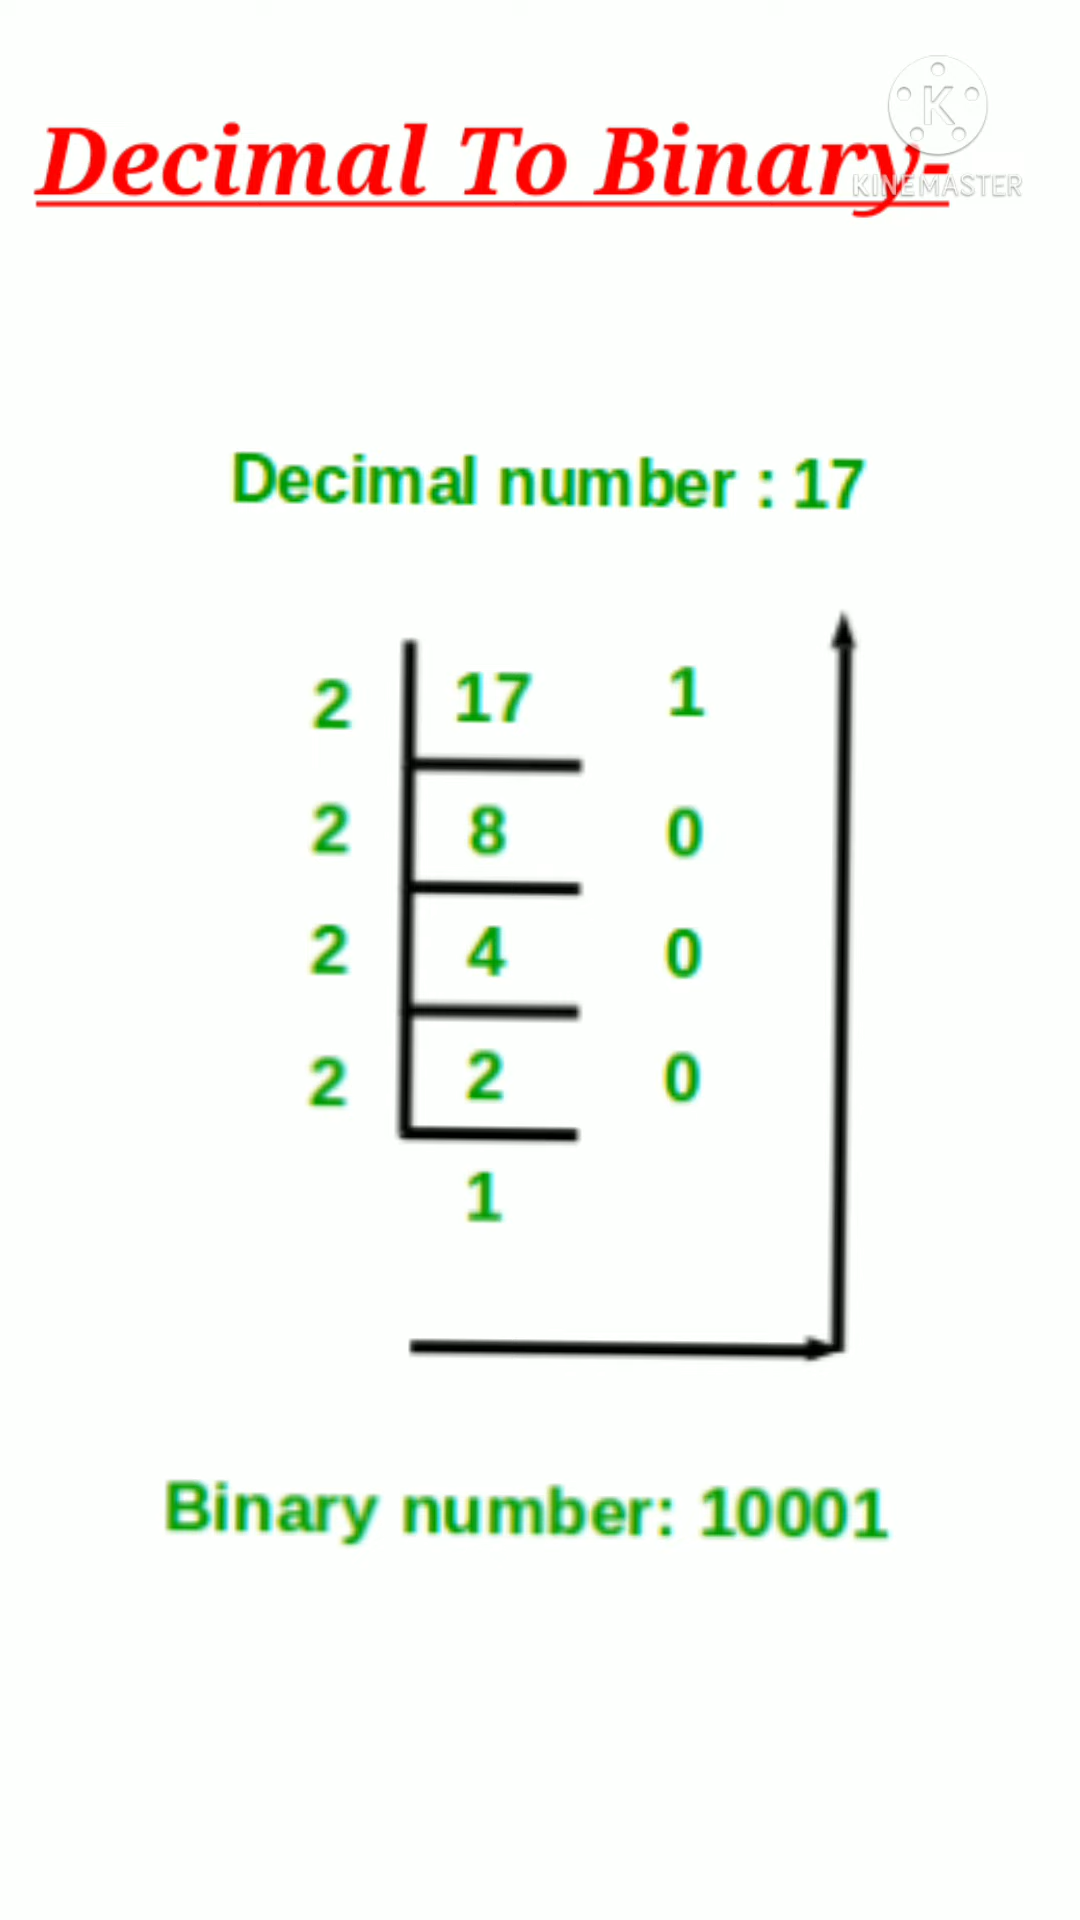 K
KINEMASTER
Decimal To Binary-
Decimal number : 17
2 17 1
2 8 0
2 4 0
2 2 0
1
Binary number: 10001